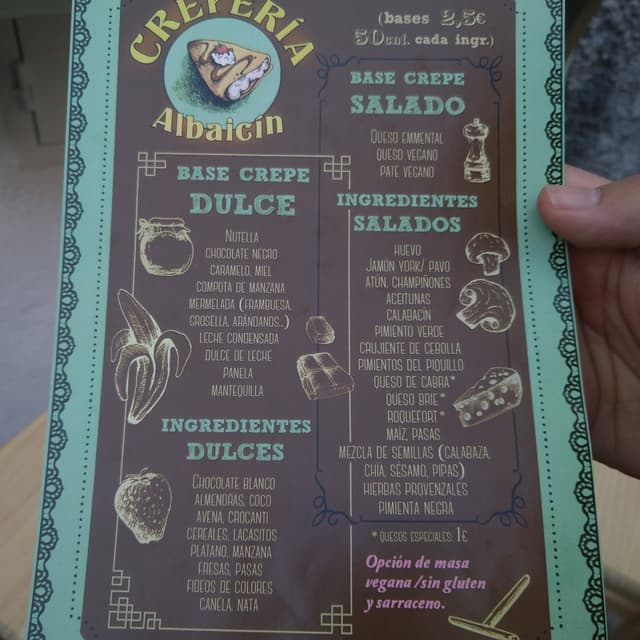 CREPERÍA
Albaicín
(bases 2,5€
50cnt. cada ingr.)
BASE CREPE
SALADO
QUESO EMMENTAL
QUESO VEGANO
PATÉ VEGANO
INGREDIENTES
SALADOS
HUEVO
JAMÓN YORK/ PAVO
ATÚN, CHAMPIÑONES
ACEITUNAS
CALABACÍN
PIMIENTO VERDE
CRUJIENTE DE CEBOLLA
PIMIENTOS DEL PIQUILLO
QUESO DE CABRA*
QUESO BRIE*
ROQUEFORT*
MAÍZ, PASAS
MEZCLA DE SEMILLAS (CALABAZA,
CHÍA, SÉSAMO, PIPAS)
HIERBAS PROVENZALES
PIMIENTA NEGRA
* QUESOS ESPECIALES: 1€
Opción de masa
vegana /sin gluten
y sarraceno.
BASE CREPE
DULCE
NUTELLA
CHOCOLATE NEGRO
CARAMELO, MIEL
COMPOTA DE MANZANA
MERMELADA (FRAMBUESA,
GROSELLA, ARÁNDANOS...)
LECHE CONDENSADA
DULCE DE LECHE
PANELA
MANTEQUILLA
INGREDIENTES
DULCES
CHOCOLATE BLANCO
ALMENDRAS, COCO
AVENA, CROCANTI
CEREALES, LACASITOS
PLATANO, MANZANA
FRESAS, PASAS
FIDEOS DE COLORES
CANELA, NATA